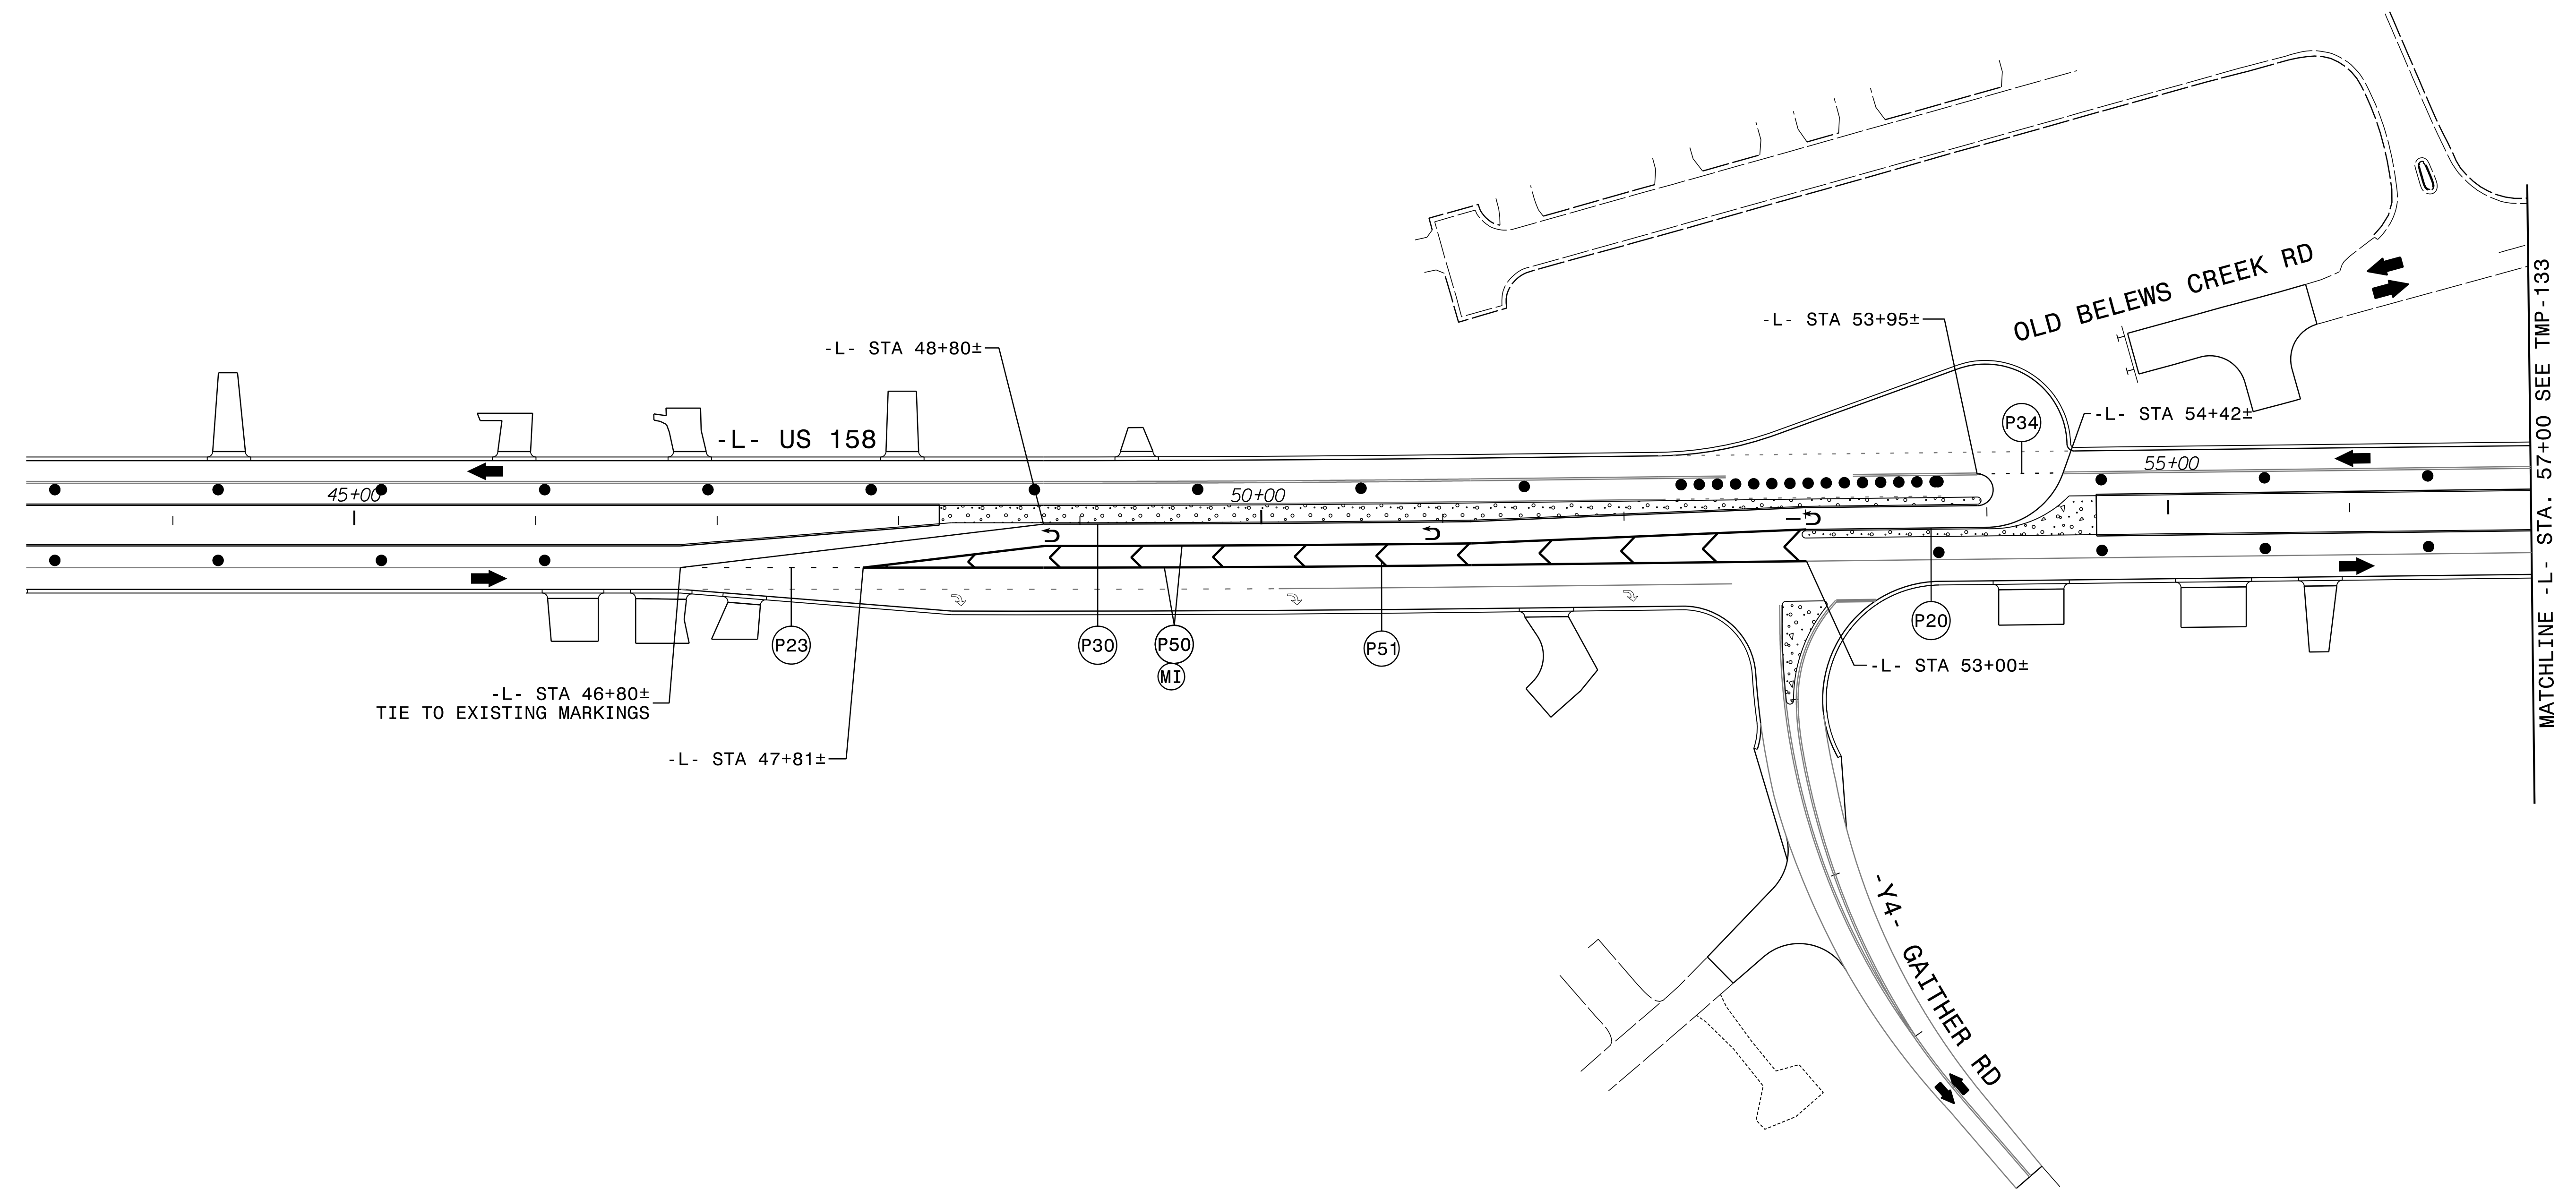 OLD BELEWS CREEK RD
-L- STA 53+95±
-L- STA 48+80±
-L- STA 54+42±
P34
-L- US 158
45+00
50+00
55+00
MATCHLINE -L- STA. 57+00 SEE TMP-133
P23
P30
P50
MI
P51
P20
-L- STA 53+00±
-L- STA 46+80±
TIE TO EXISTING MARKINGS
-L- STA 47+81±
-Y4- GAITHER RD